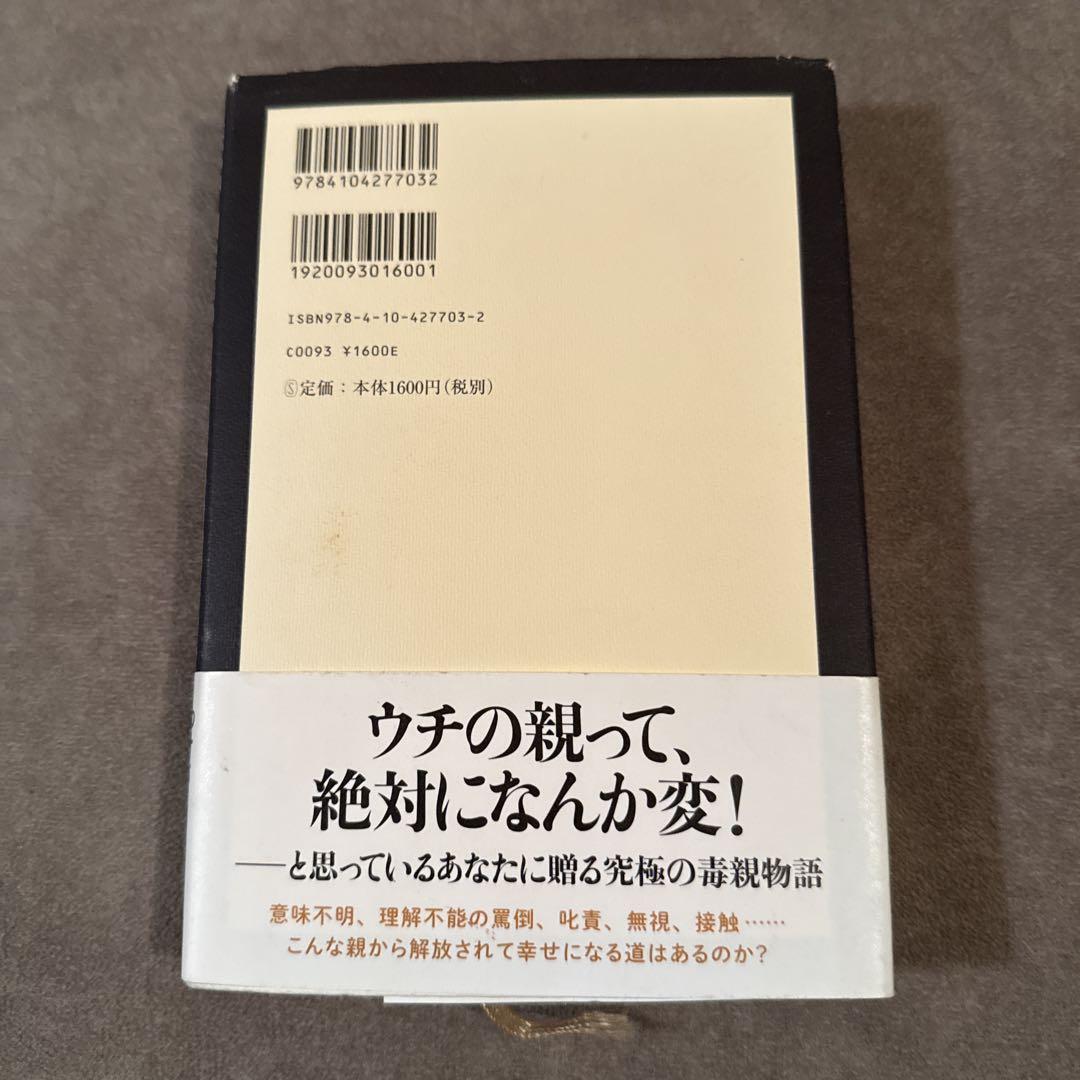 9784104277032
1920093016001
ISBN978-4-10-427703-2
C0093 ¥1600E
Ⓢ定価：本体1600円(税別)
ウチの親って、
絶対になんか変！
──と思っているあなたに贈る究極の毒親物語
意味不明、理解不能の罵倒、叱責、無視、接触……
こんな親から解放されて幸せになる道はあるのか？